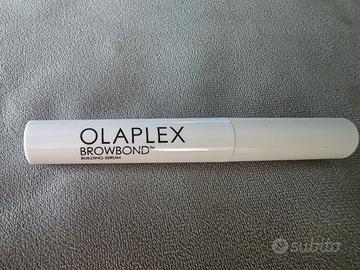 OLAPLEX
BROWBOND™
BUILDING SERUM
subito